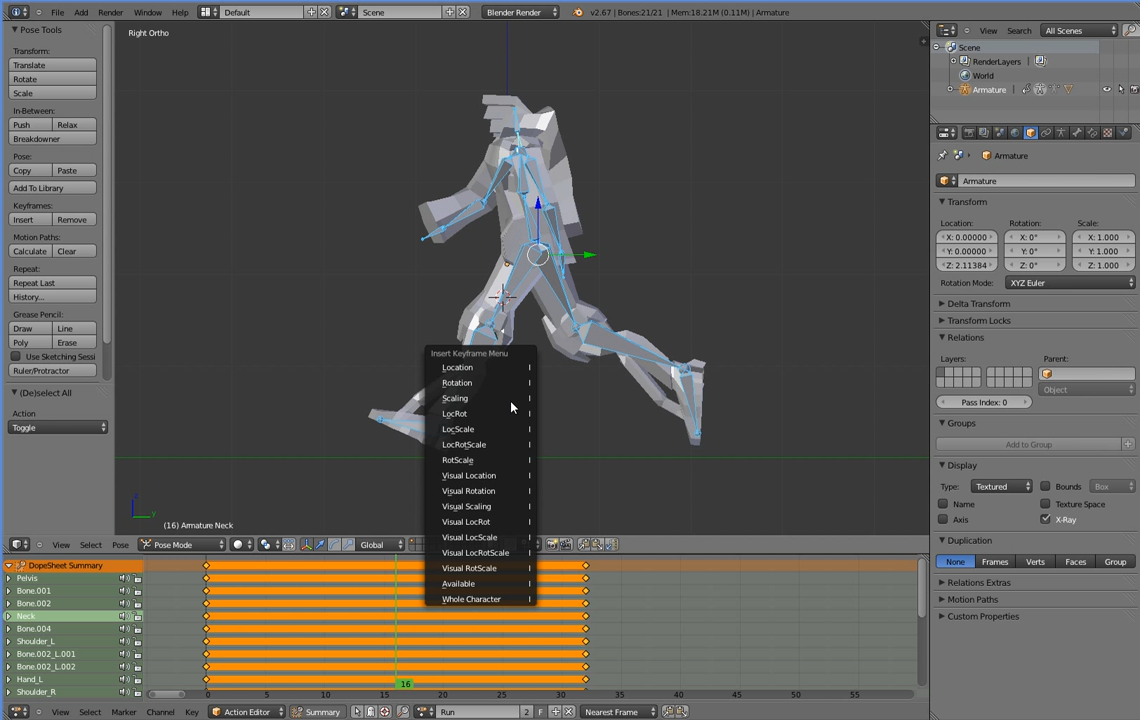 File Add Render Window Help Default Scene Blender Render v2.67 | Bones:21/21 | Mem:18.21M (0.11M) | Armature
Pose Tools
Transform:
Translate
Rotate
Scale
In-Between:
Push Relax
Breakdowner
Pose:
Copy Paste
Add To Library
Keyframes:
Insert Remove
Motion Paths:
Calculate Clear
Repeat:
Repeat Last
History...
Grease Pencil:
Draw Line
Poly Erase
Use Sketching Sessi
Ruler/Protractor
(De)select All
Action
Toggle
Right Ortho
Insert Keyframe Menu
Location I
Rotation I
Scaling I
LocRot I
LocScale I
LocRotScale I
RotScale I
Visual Location I
Visual Rotation I
Visual Scaling I
Visual LocRot I
Visual LocScale I
Visual LocRotScale I
Visual RotScale I
Available I
Whole Character I
z
y
(16) Armature Neck
View Select Pose Pose Mode Global
DopeSheet Summary
Pelvis
Bone.001
Bone.002
Neck
Bone.004
Shoulder_L
Bone.002_L.001
Bone.002_L.002
Hand_L
Shoulder_R
16
0 5 10 15 20 25 30 35 40 45 50 55
View Select Marker Channel Key Action Editor Summary Run 2 F Nearest Frame
View Search All Scenes
Scene
RenderLayers
World
Armature
Armature
Armature
Transform
Location: Rotation: Scale:
X: 0.00000 X: 0° X: 1.000
Y: 0.00000 Y: 0° Y: 1.000
Z: 2.11384 Z: 0° Z: 1.000
Rotation Mode: XYZ Euler
Delta Transform
Transform Locks
Relations
Layers: Parent:
Object
Pass Index: 0
Groups
Add to Group
Display
Type: Textured Bounds Box
Name Texture Space
Axis X-Ray
Duplication
None Frames Verts Faces Group
Relations Extras
Motion Paths
Custom Properties